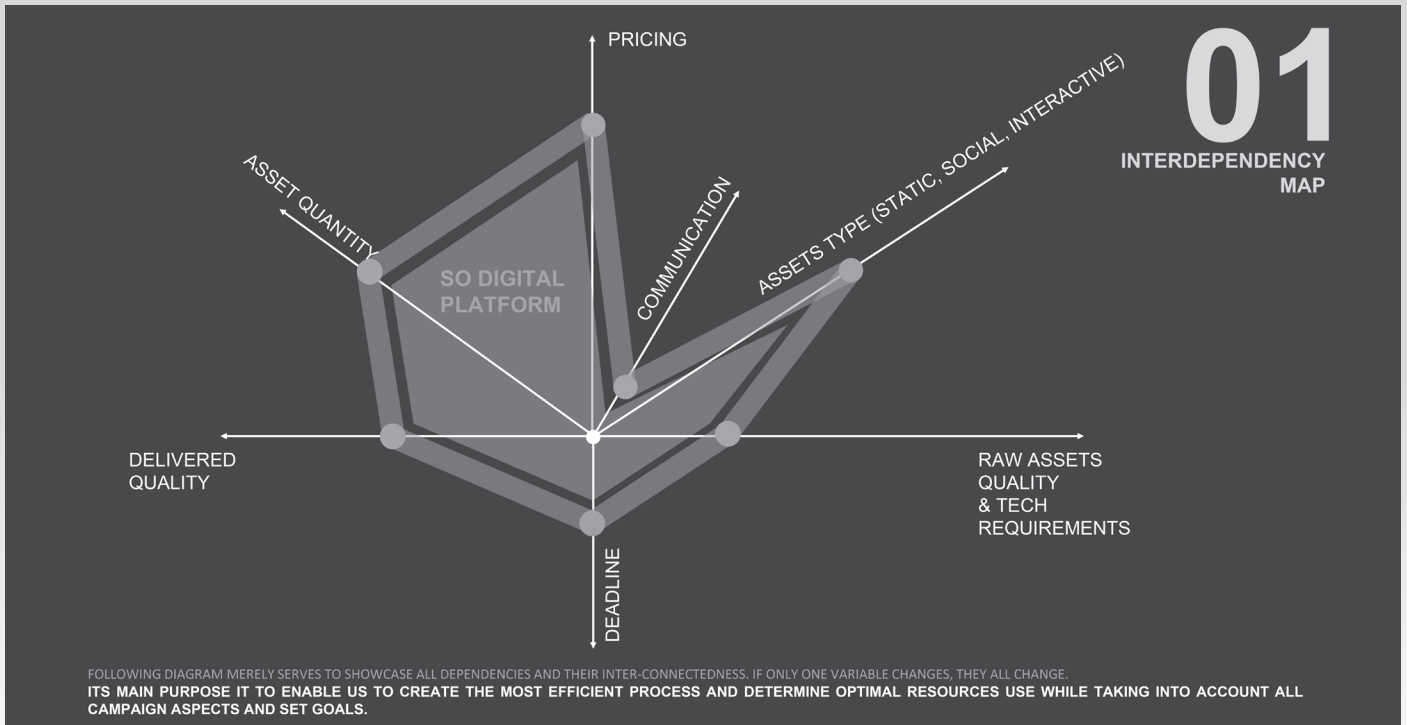 01
INTERDEPENDENCY
MAP
PRICING
ASSET QUANTITY
COMMUNICATION
ASSETS TYPE (STATIC, SOCIAL, INTERACTIVE)
SO DIGITAL
PLATFORM
DELIVERED
QUALITY
RAW ASSETS
QUALITY
& TECH
REQUIREMENTS
DEADLINE
FOLLOWING DIAGRAM MERELY SERVES TO SHOWCASE ALL DEPENDENCIES AND THEIR INTER-CONNECTEDNESS. IF ONLY ONE VARIABLE CHANGES, THEY ALL CHANGE.
ITS MAIN PURPOSE IT TO ENABLE US TO CREATE THE MOST EFFICIENT PROCESS AND DETERMINE OPTIMAL RESOURCES USE WHILE TAKING INTO ACCOUNT ALL
CAMPAIGN ASPECTS AND SET GOALS.